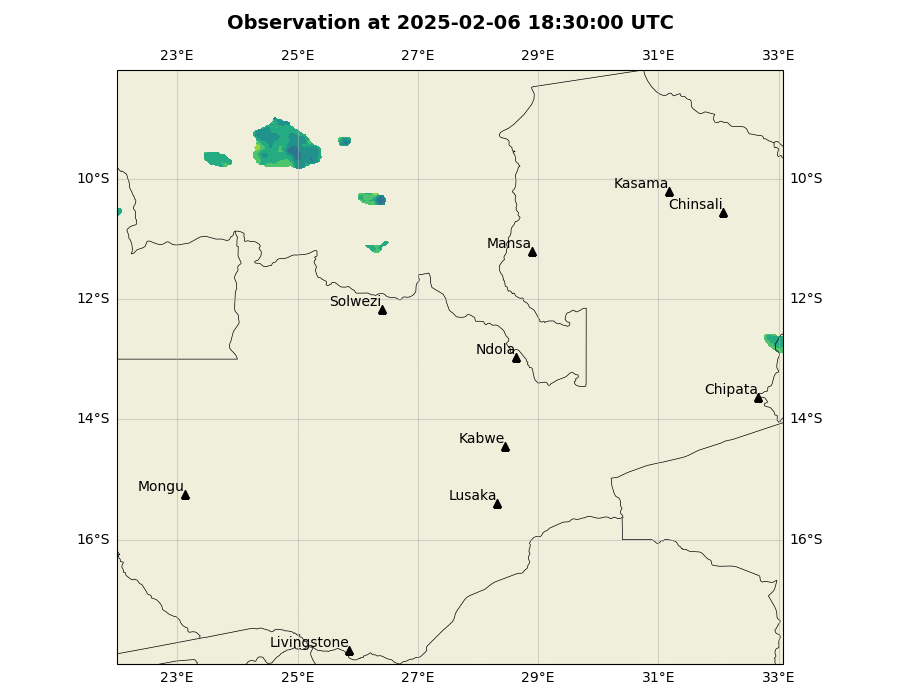 Observation at 2025-02-06 18:30:00 UTC
23°E 25°E 27°E 29°E 31°E 33°E
10°S 10°S
Kasama
Chinsali
Mansa
12°S 12°S
Solwezi
Ndola
Chipata
14°S 14°S
Kabwe
Mongu
Lusaka
16°S 16°S
Livingstone
23°E 25°E 27°E 29°E 31°E 33°E